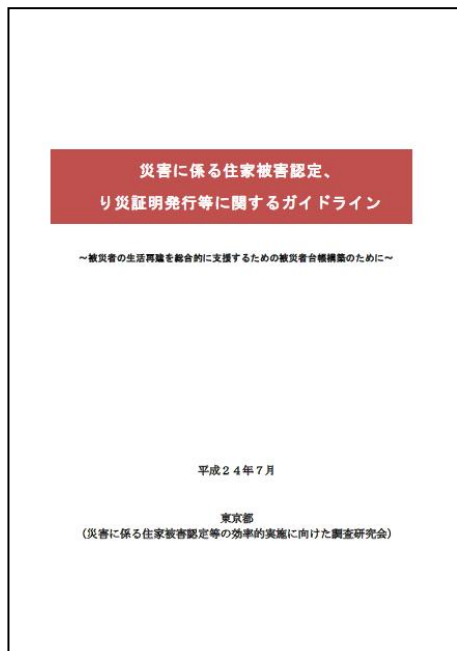 災害に係る住家被害認定、
り災証明発行等に関するガイドライン
～被災者の生活再建を総合的に支援するための被災者台帳構築のために～
平成２４年７月
東京都
（災害に係る住家被害認定等の効率的実施に向けた調査研究会）